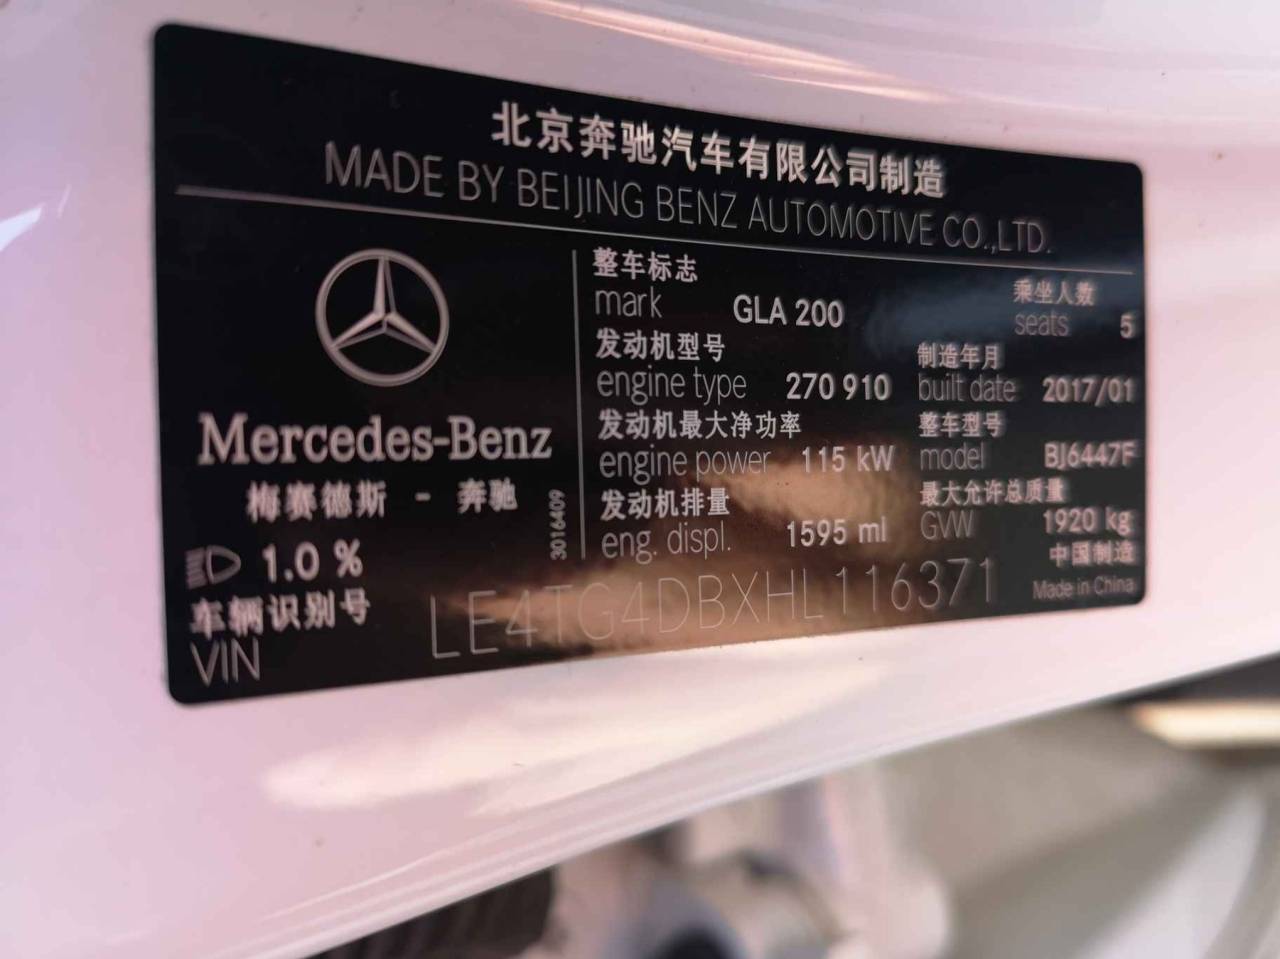 北京奔驰汽车有限公司制造
MADE BY BEIJING BENZ AUTOMOTIVE CO.,LTD.
Mercedes-Benz
梅赛德斯 - 奔驰
1.0 %
3016409
整车标志
mark GLA 200
乘坐人数
seats 5
发动机型号
engine type 270 910
制造年月
built date 2017/01
发动机最大净功率
engine power 115 kW
整车型号
model BJ6447F
发动机排量
eng. displ. 1595 ml
最大允许总质量
GVW 1920 kg
中国制造
Made in China
车辆识别号
VIN LE4TG4DBXHL116371